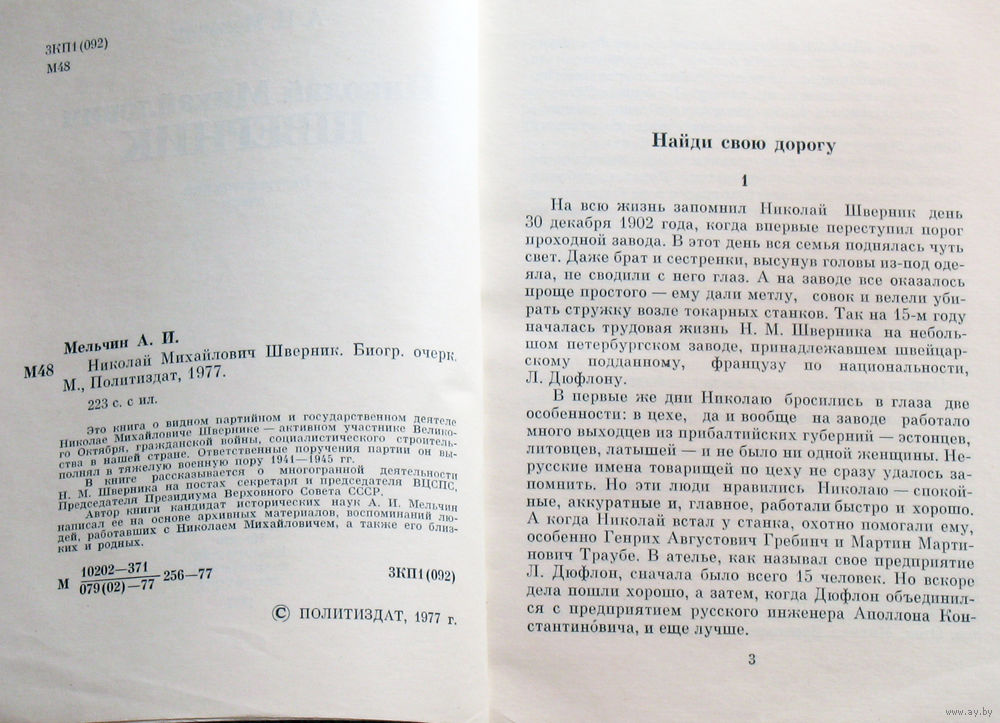 ЗКП1(092)
М48
Мельчин А. И.
М48 Николай Михайлович Шверник. Биогр. очерк.
М., Политиздат, 1977.
223 с. с ил.
Это книга о видном партийном и государственном деятеле
Николае Михайловиче Швернике — активном участнике Велико-
го Октября, гражданской войны, социалистического строитель-
ства в нашей стране. Ответственные поручения партии он вы-
полнял в тяжелую военную пору 1941—1945 гг.
В книге рассказывается о многогранной деятельности
Н. М. Шверника на постах секретаря и председателя ВЦСПС,
Председателя Президиума Верховного Совета СССР.
Автор книги кандидат исторических наук А. И. Мельчин
написал ее на основе архивных материалов, воспоминаний лю-
дей, работавших с Николаем Михайловичем, а также его близ-
ких и родных.
М 10202—371
079(02)—77 256—77 ЗКП1(092)
© ПОЛИТИЗДАТ, 1977 г.
Найди свою дорогу
1
На всю жизнь запомнил Николай Шверник день
30 декабря 1902 года, когда впервые переступил порог
проходной завода. В этот день вся семья поднялась чуть
свет. Даже брат и сестренки, высунув головы из-под оде-
яла, не сводили с него глаз. А на заводе все оказалось
проще простого — ему дали метлу, совок и велели уби-
рать стружку возле токарных станков. Так на 15-м году
началась трудовая жизнь Н. М. Шверника на неболь-
шом петербургском заводе, принадлежавшем швейцар-
скому подданному, французу по национальности,
Л. Дюфлону.
В первые же дни Николаю бросились в глаза две
особенности: в цехе, да и вообще на заводе работало
много выходцев из прибалтийских губерний — эстонцев,
литовцев, латышей — и не было ни одной женщины. Не-
русские имена товарищей по цеху не сразу удалось за-
помнить. Но эти люди нравились Николаю — спокой-
ные, аккуратные и, главное, работали быстро и хорошо.
А когда Николай встал у станка, охотно помогали ему,
особенно Генрих Августович Гребинч и Мартин Марти-
нович Траубе. В ателье, как называл свое предприятие
Л. Дюфлон, сначала было всего 15 человек. Но вскоре
дела пошли хорошо, а затем, когда Дюфлон объединил-
ся с предприятием русского инженера Аполлона Кон-
стантиновича, и еще лучше.
3
www.ay.by